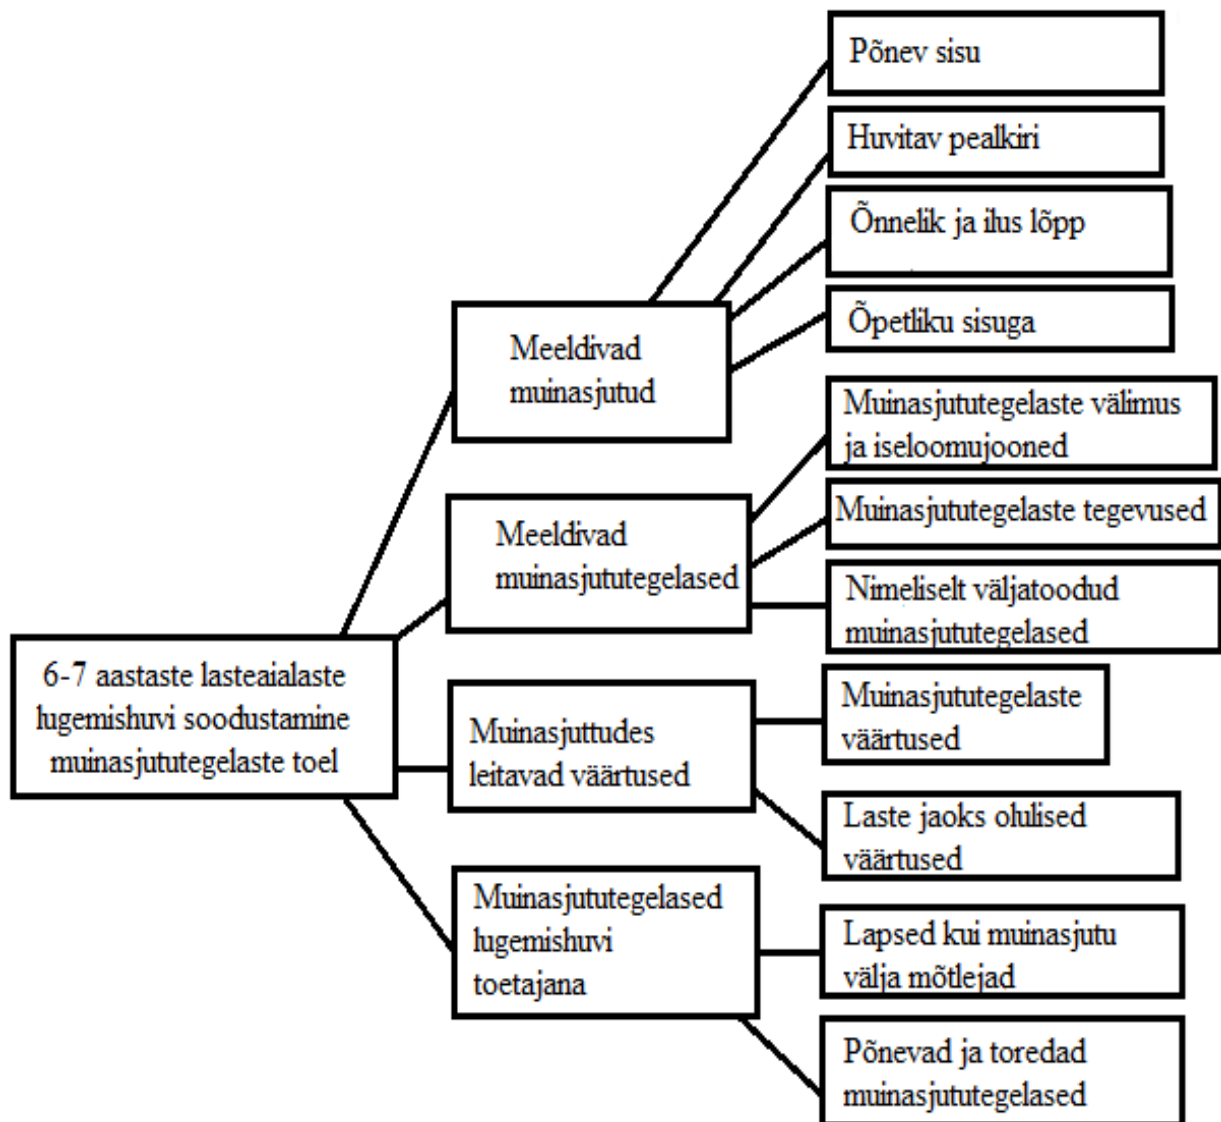 Põnev sisu
Huvitav pealkiri
Õnnelik ja ilus lõpp
Õpetliku sisuga
Meeldivad
muinasjutud
Muinasjututegelaste välimus
ja iseloomujooned
Muinasjututegelaste tegevused
Nimeliselt väljatoodud
muinasjututegelased
Meeldivad
muinasjututegelased
6-7 aastaste lasteaialaste
lugemishuvi soodustamine
muinasjututegelaste toel
Muinasjuttudes
leitavad väärtused
Muinasjututegelaste
väärtused
Laste jaoks olulised
väärtused
Muinasjututegelased
lugemishuvi
toetajana
Lapsed kui muinasjutu
välja mõtlejad
Põnevad ja toredad
muinasjututegelased